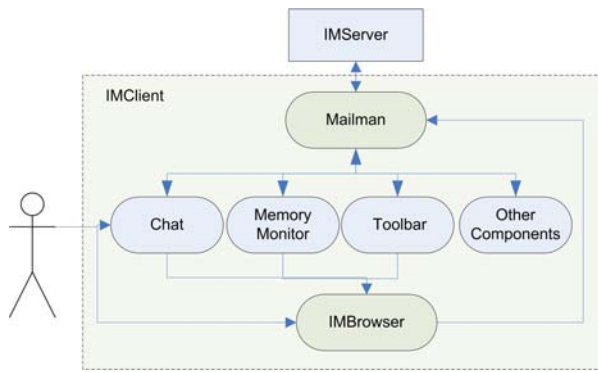 IMServer
IMClient
Mailman
Chat
Memory
Monitor
Toolbar
Other
Components
IMBrowser